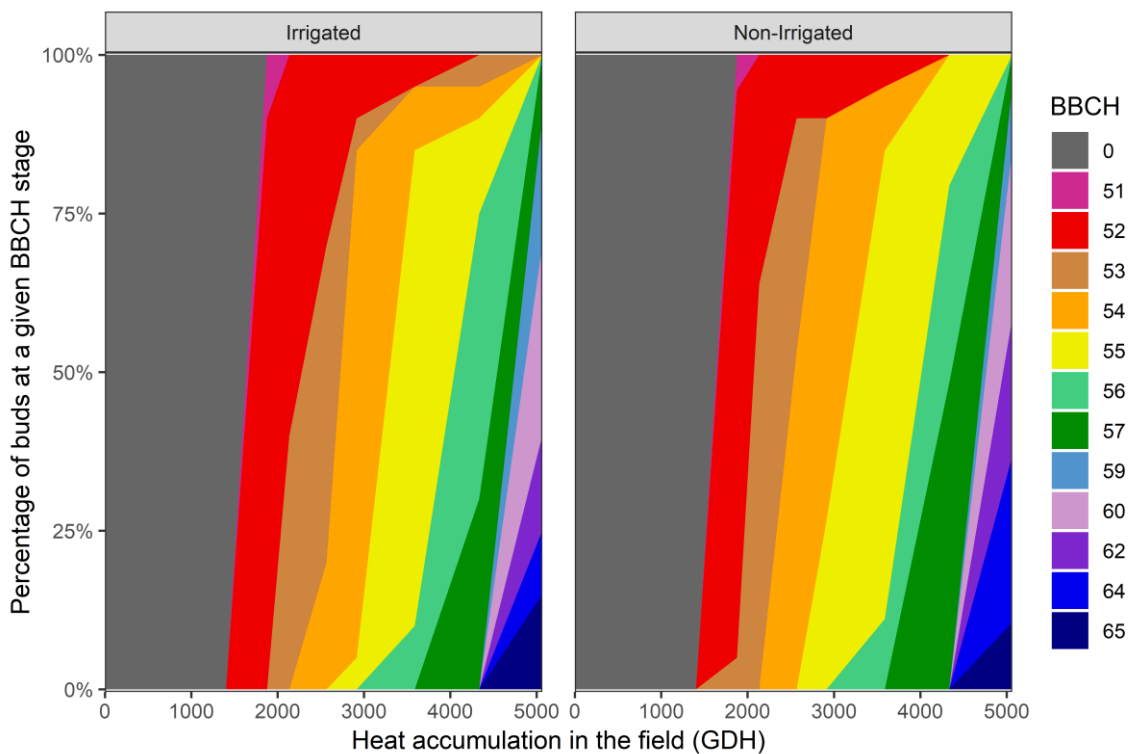 Irrigated
Non-Irrigated
Percentage of buds at a given BBCH stage
100%
75%
50%
25%
0%
0 1000 2000 3000 4000 5000
0 1000 2000 3000 4000 5000
Heat accumulation in the field (GDH)
BBCH
0
51
52
53
54
55
56
57
59
60
62
64
65